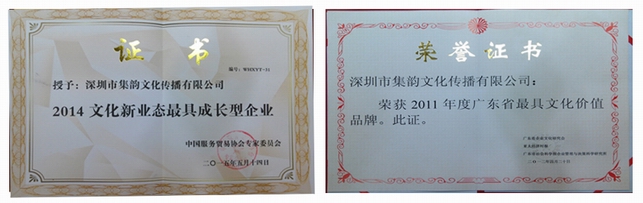 证书
编号：WHXYT-31
授予：深圳市集韵文化传播有限公司
2014 文化新业态最具成长型企业
中国服务贸易协会专家委员会
二〇一五年五月十四日
荣誉证书
深圳市集韵文化传播有限公司：
荣获 2011 年度广东省最具文化价值
品牌。此证。